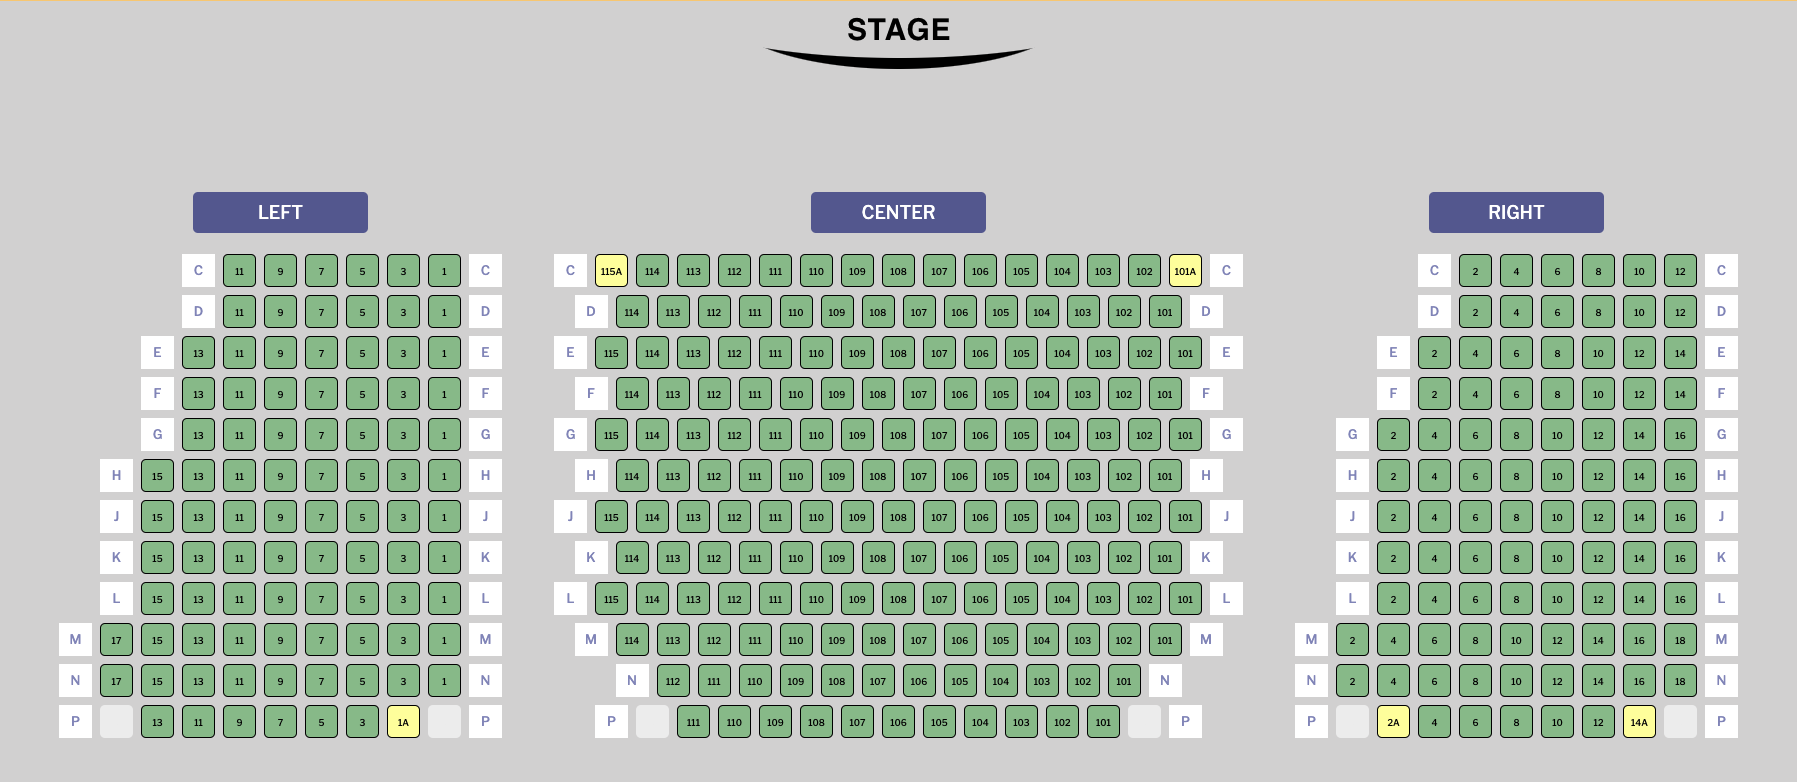 STAGE
LEFT CENTER RIGHT
C 11 9 7 5 3 1 C C 115A 114 113 112 111 110 109 108 107 106 105 104 103 102 101A C C 2 4 6 8 10 12 C
D 11 9 7 5 3 1 D D 114 113 112 111 110 109 108 107 106 105 104 103 102 101 D D 2 4 6 8 10 12 D
E 13 11 9 7 5 3 1 E E 115 114 113 112 111 110 109 108 107 106 105 104 103 102 101 E E 2 4 6 8 10 12 14 E
F 13 11 9 7 5 3 1 F F 114 113 112 111 110 109 108 107 106 105 104 103 102 101 F F 2 4 6 8 10 12 14 F
G 13 11 9 7 5 3 1 G G 115 114 113 112 111 110 109 108 107 106 105 104 103 102 101 G G 2 4 6 8 10 12 14 16 G
H 15 13 11 9 7 5 3 1 H H 114 113 112 111 110 109 108 107 106 105 104 103 102 101 H H 2 4 6 8 10 12 14 16 H
J 15 13 11 9 7 5 3 1 J J 115 114 113 112 111 110 109 108 107 106 105 104 103 102 101 J J 2 4 6 8 10 12 14 16 J
K 15 13 11 9 7 5 3 1 K K 114 113 112 111 110 109 108 107 106 105 104 103 102 101 K K 2 4 6 8 10 12 14 16 K
L 15 13 11 9 7 5 3 1 L L 115 114 113 112 111 110 109 108 107 106 105 104 103 102 101 L L 2 4 6 8 10 12 14 16 L
M 17 15 13 11 9 7 5 3 1 M M 114 113 112 111 110 109 108 107 106 105 104 103 102 101 M M 2 4 6 8 10 12 14 16 18 M
N 17 15 13 11 9 7 5 3 1 N N 112 111 110 109 108 107 106 105 104 103 102 101 N N 2 4 6 8 10 12 14 16 18 N
P 13 11 9 7 5 3 1A P P 111 110 109 108 107 106 105 104 103 102 101 P P 2A 4 6 8 10 12 14A P